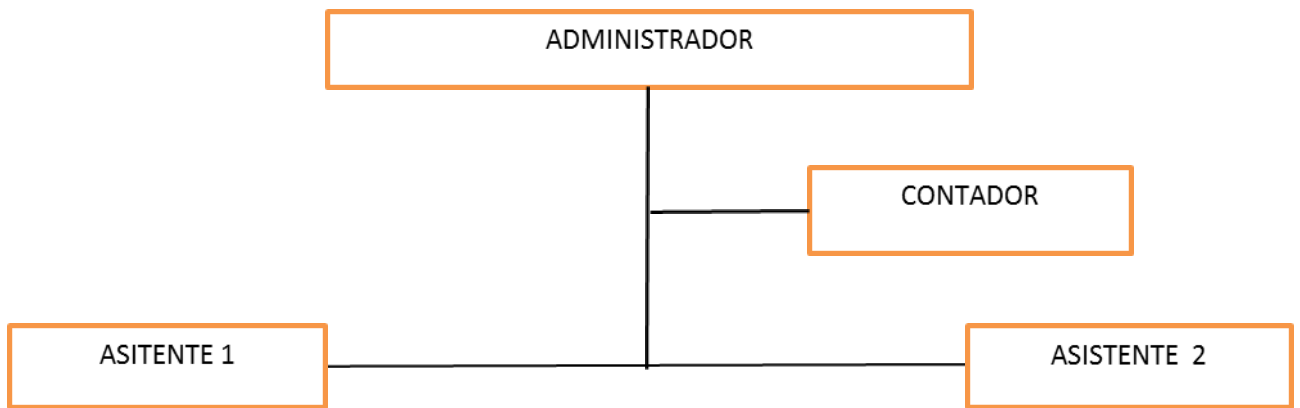 ADMINISTRADOR
CONTADOR
ASITENTE 1
ASISTENTE  2